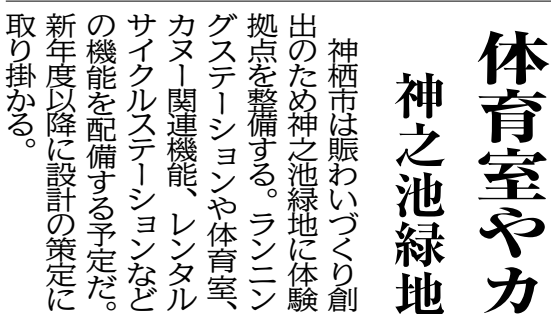 体育室やカ
神之池緑地
神栖市は賑わいづくり創
出のため神之池緑地に体験
拠点を整備する。ランニン
グステーションや体育室、
カヌー関連機能、レンタル
サイクルステーションなど
の機能を配備する予定だ。
新年度以降に設計の策定に
取り掛かる。